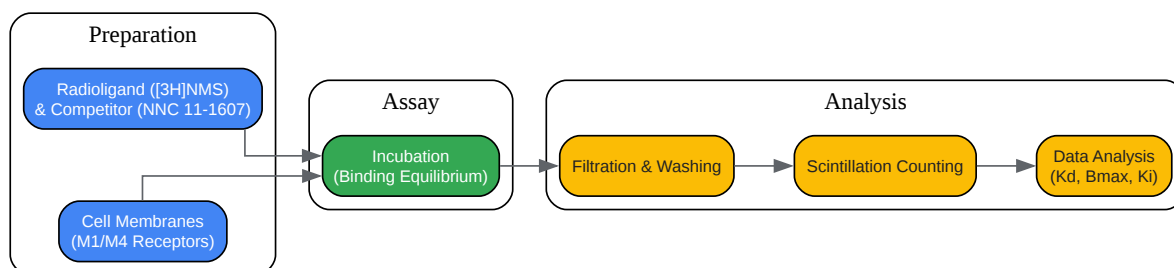 Preparation
Radioligand ([3H]NMS)
& Competitor (NNC 11-1607)
Cell Membranes
(M1/M4 Receptors)
Assay
Incubation
(Binding Equilibrium)
Analysis
Filtration & Washing
Scintillation Counting
Data Analysis
(Kd, Bmax, Ki)